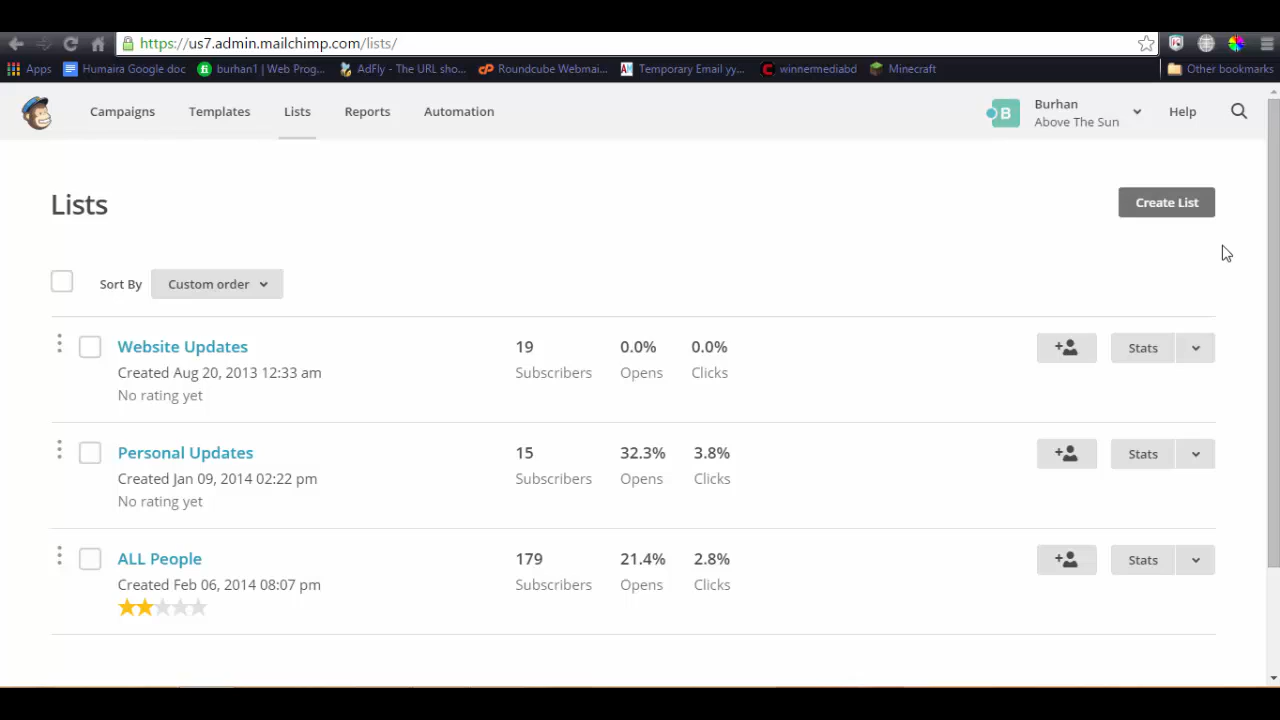 https://us7.admin.mailchimp.com/lists/
Apps Humaira Google doc burhan1 | Web Prog... AdFly - The URL sho... Roundcube Webmai... Temporary Email yy... winnermediabd Minecraft Other bookmarks
Campaigns Templates Lists Reports Automation B Burhan Help
Above The Sun
Lists
Create List
Sort By Custom order
Website Updates 19 0.0% 0.0% Stats
Created Aug 20, 2013 12:33 am Subscribers Opens Clicks
No rating yet
Personal Updates 15 32.3% 3.8% Stats
Created Jan 09, 2014 02:22 pm Subscribers Opens Clicks
No rating yet
ALL People 179 21.4% 2.8% Stats
Created Feb 06, 2014 08:07 pm Subscribers Opens Clicks